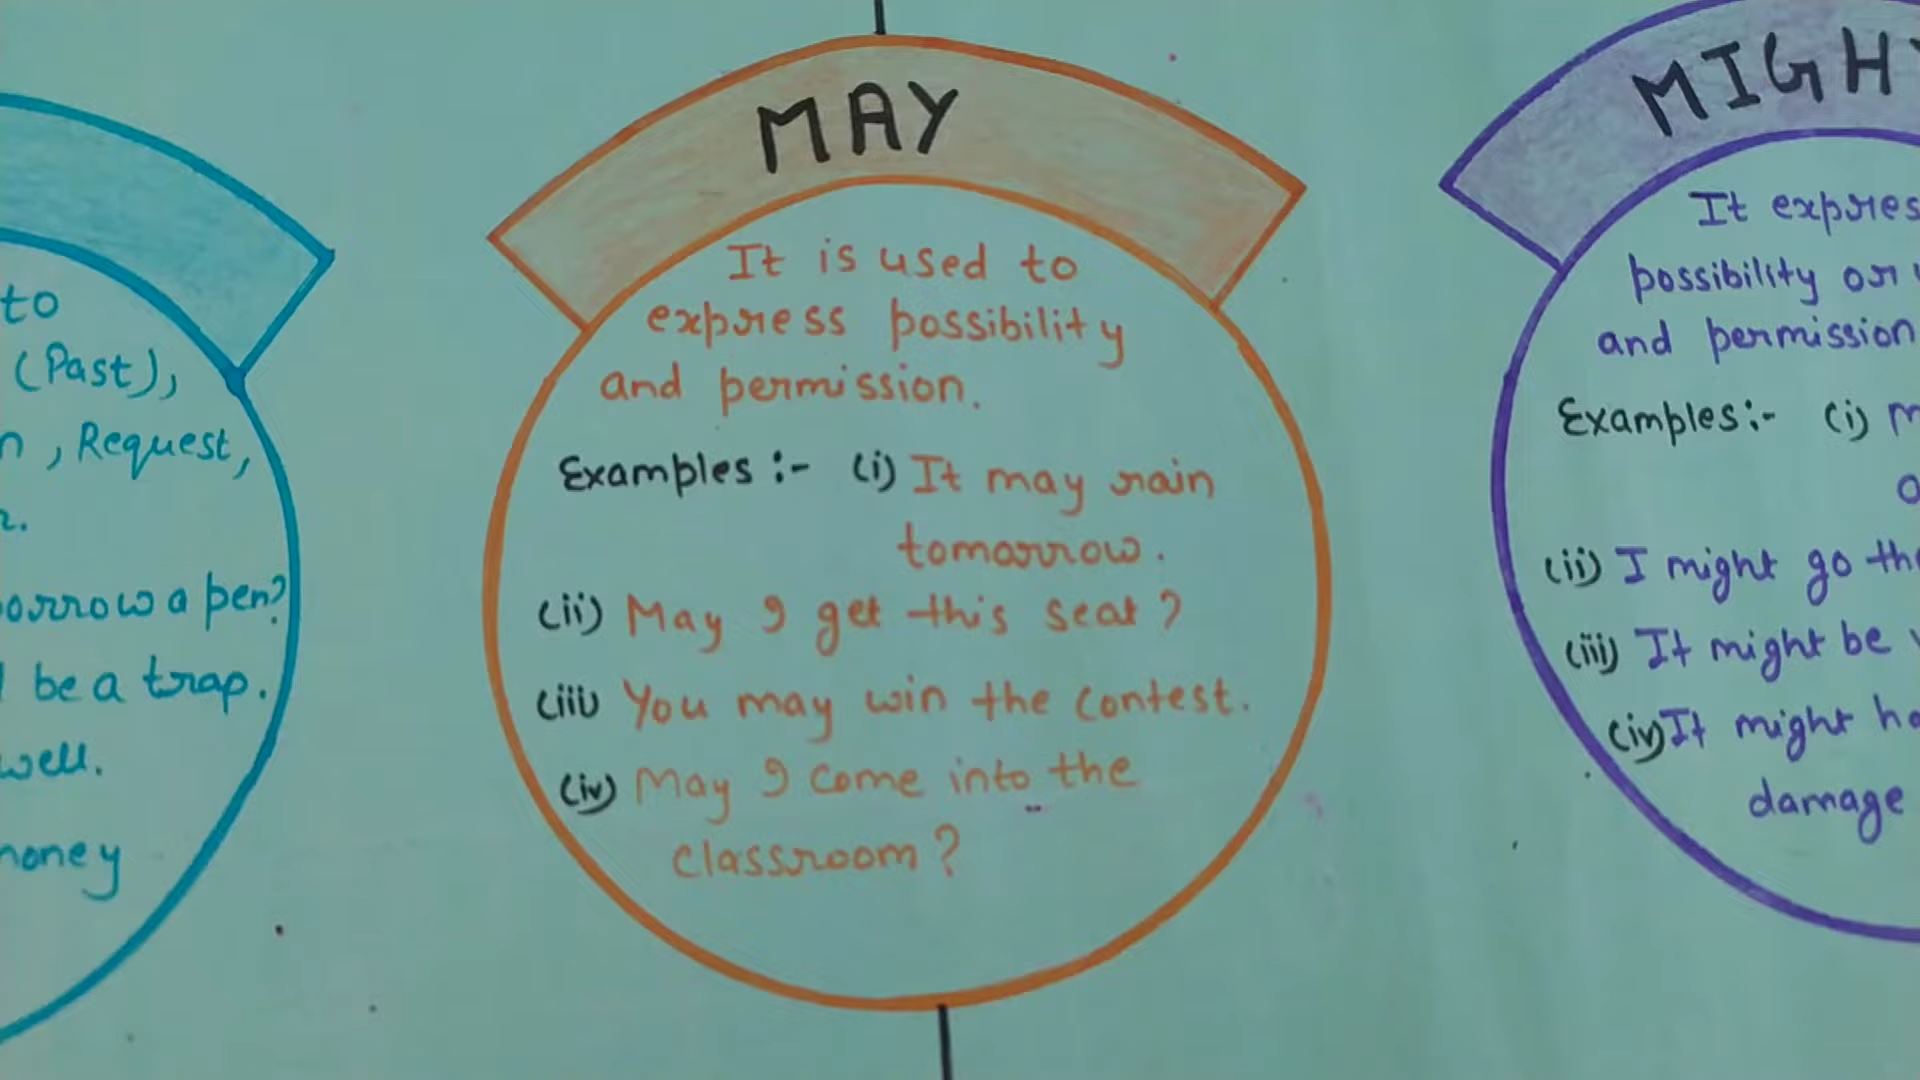 to
(Past),
, Request,
borrow a pen?
be a trap.
well.
money
MAY
It is used to
express possibility
and permission.
Examples :- (i) It may rain
tomorrow.
(ii) May I get this seat ?
(iii) You may win the contest.
(iv) May I come into the
classroom ?
MIGH
It expres
possibility or
and permission
Examples:- (i) M
(ii) I might go the
(iii) It might be
(iv) It might ha
damage